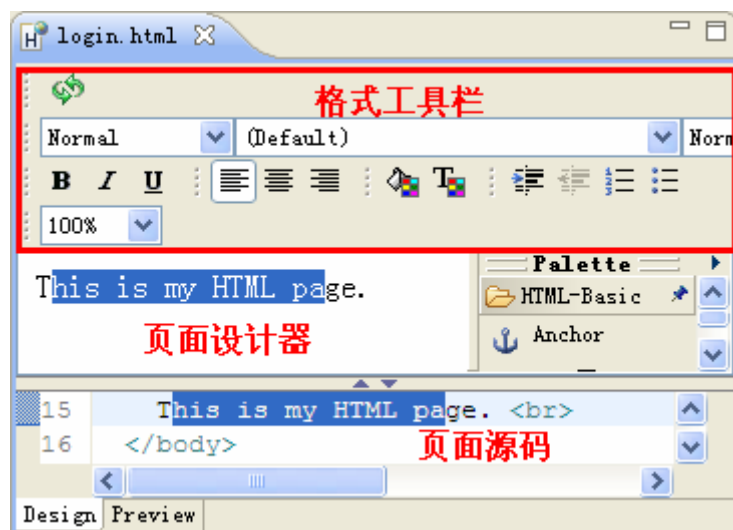 login.html
格式工具栏
Normal (Default) Norm
B I U
100%
Palette
This is my HTML page.
HTML-Basic
页面设计器
Anchor
15 This is my HTML page. <br>
16 </body>
页面源码
Design Preview